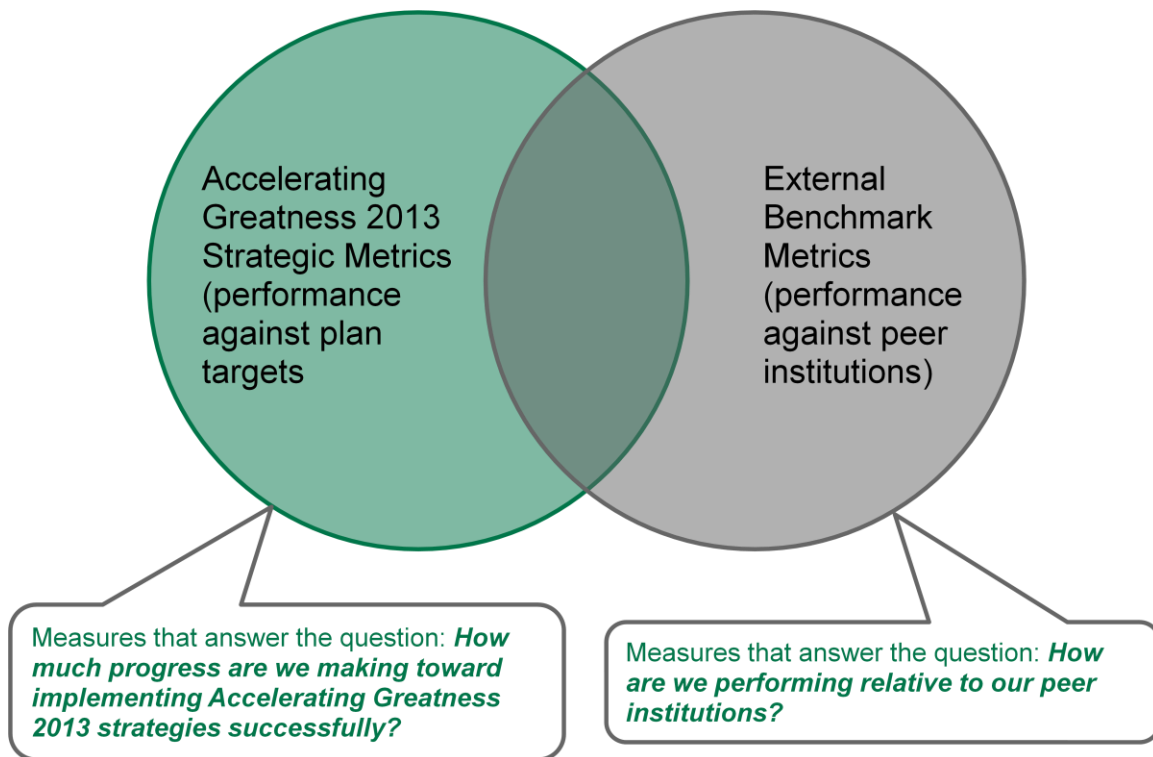 Accelerating
Greatness 2013
Strategic Metrics
(performance
against plan
targets
External
Benchmark
Metrics
(performance
against peer
institutions)
Measures that answer the question: How
much progress are we making toward
implementing Accelerating Greatness
2013 strategies successfully?
Measures that answer the question: How
are we performing relative to our peer
institutions?